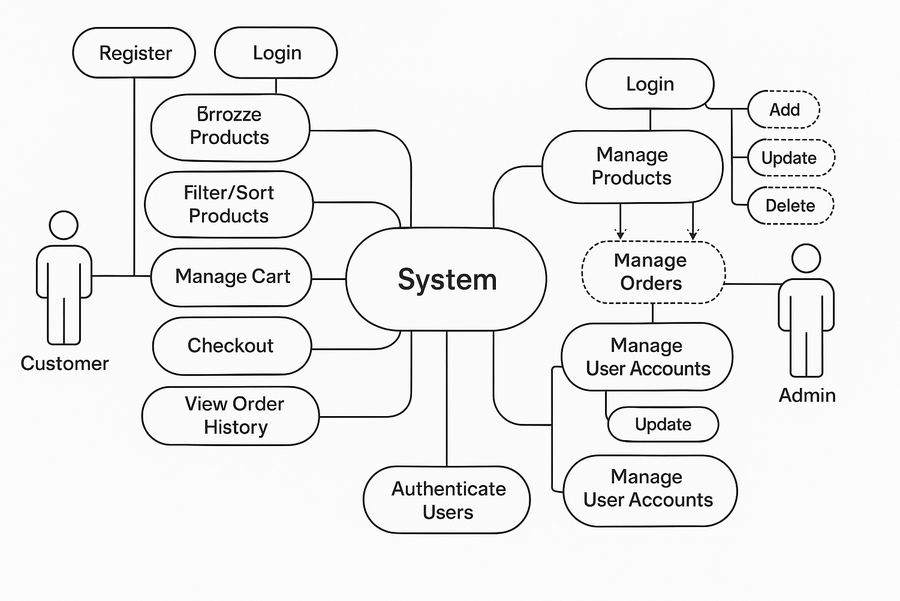 Register
Login
Brrozze
Products
Filter/Sort
Products
Manage Cart
Checkout
View Order
History
Customer
System
Authenticate
Users
Login
Add
Update
Delete
Manage
Products
Manage
Orders
Manage
User Accounts
Update
Manage
User Accounts
Admin